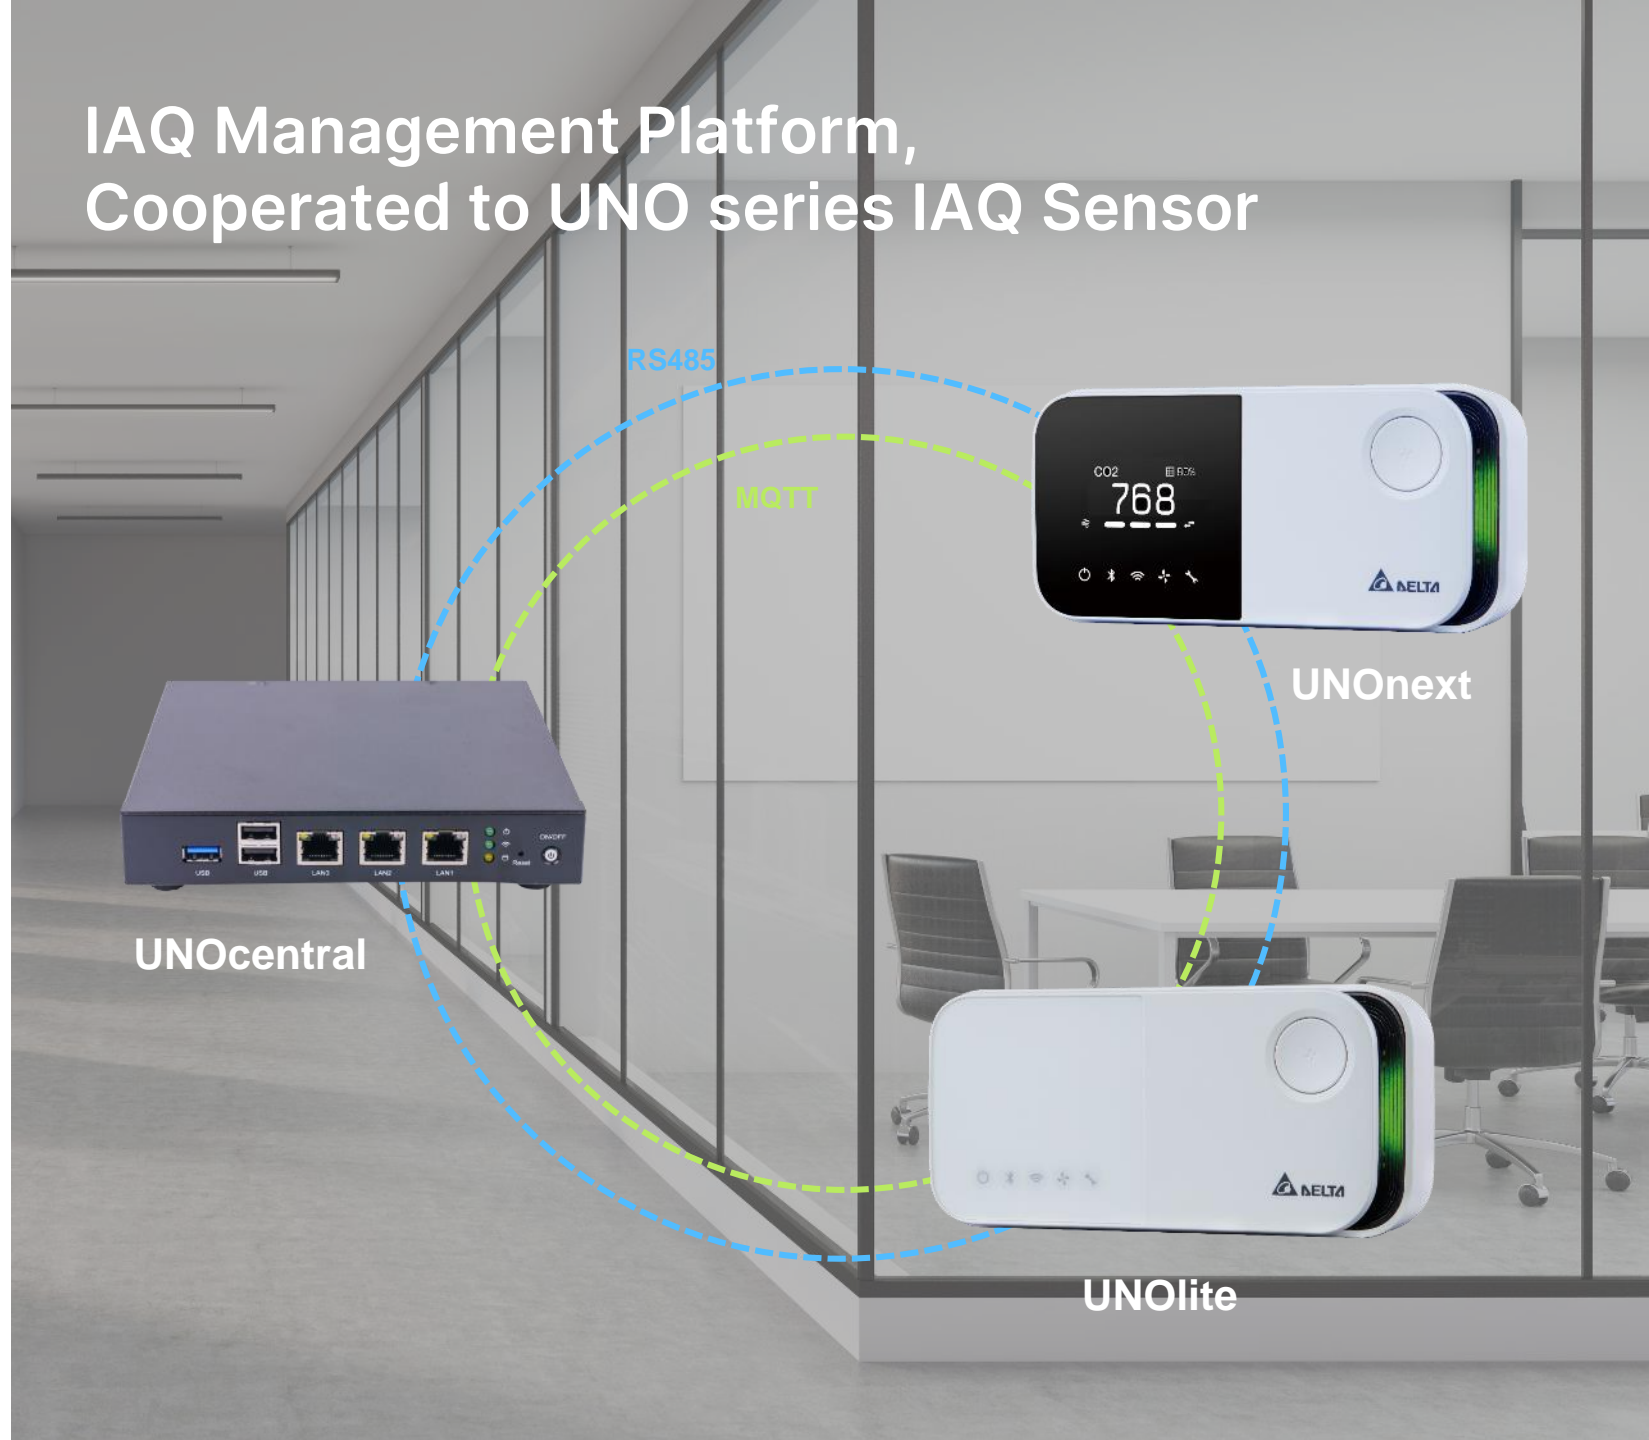 IAQ Management Platform,
Cooperated to UNO series IAQ Sensor
RS485
MQTT
CO2
768
DELTA
UNOnext
ON/OFF
Reset
USB
USB
LAN3
LAN2
LAN1
UNOcentral
DELTA
UNOlite